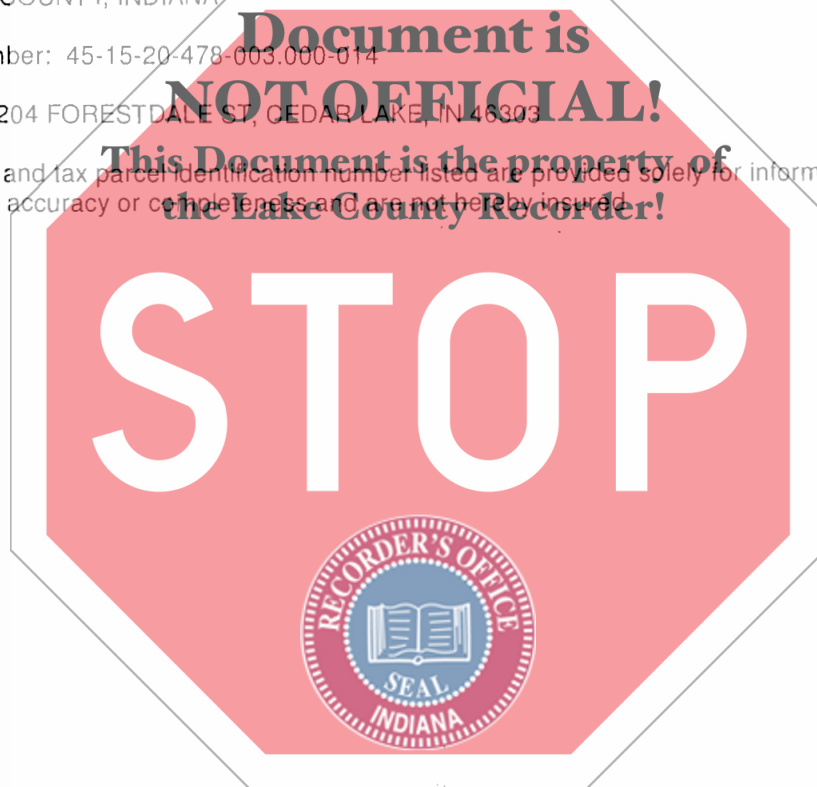 COUNTY, INDIANA
Document is
nber: 45-15-20-478-003.000-014
NOT OFFICIAL!
204 FORESTDALE ST, CEDAR LAKE, IN 46303
This Document is the property of
and tax parcel identification number listed are provided solely for inform
the Lake County Recorder!
accuracy or completeness and are not hereby insured
STOP
RECORDER'S OFFICE
SEAL
INDIANA